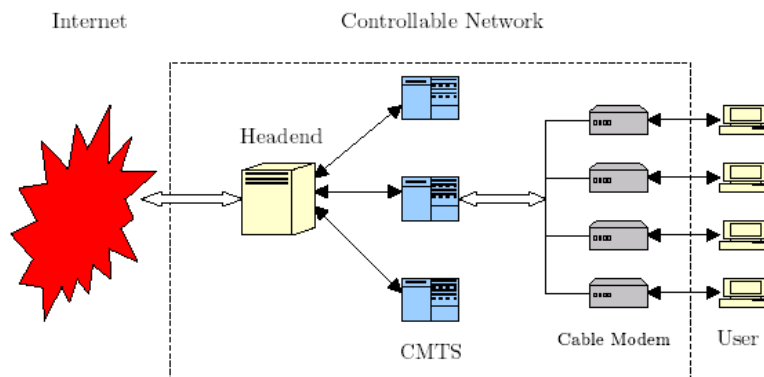 Internet
Controllable Network
Headend
CMTS
Cable Modem
User